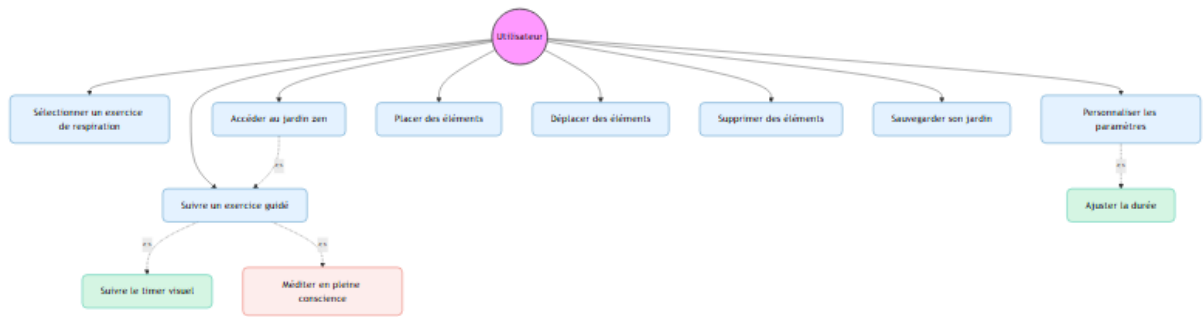 Utilisateur
Sélectionner un exercice
de respiration
Accéder au jardin zen
Placer des éléments
Déplacer des éléments
Supprimer des éléments
Sauvegarder son jardin
Personnaliser les
paramètres
Suivre un exercice guidé
Ajuster la durée
Suivre le timer visuel
Méditer en pleine
conscience